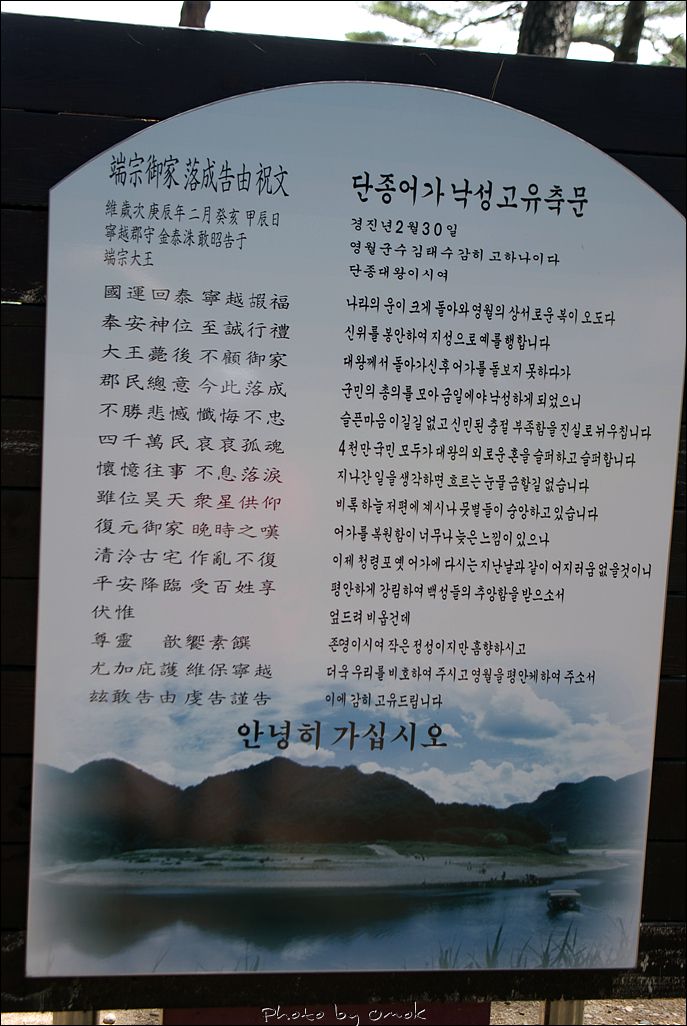 端宗御家 落成告由 祝文
維歲次 庚辰年 二月 癸亥 甲辰日
寧越郡守 金泰洙 敢昭告于
端宗大王
國運回泰 寧越嘏福
奉安神位 至誠行禮
大王薨後 不顧御家
郡民總意 今此落成
不勝悲憾 懺悔不忠
四千萬民 哀哀孤魂
懷憶往事 不息落淚
雖位昊天 衆星供仰
復元御家 晩時之嘆
清泠古宅 作亂不復
平安降臨 受百姓享
伏惟
尊靈 歆饗素饌
尤加庇護 維保寧越
玆敢告由 虔告謹告
단종어가 낙성고유축문
경진년2월30일
영월군수 김태수 감히 고하나이다
단종대왕이시여
나라의 운이 크게 돌아와 영월의 상서로운 복이 오도다
신위를 봉안하여 지성으로 예를 행합니다
대왕께서 돌아가신후 어가를 돌보지 못하다가
군민의 총의를 모아 금일에야 낙성하게 되었으니
슬픈마음 이길길 없고 신민된 충절 부족함을 진실로 뉘우칩니다
4천만 국민 모두가 대왕의 외로운 혼을 슬퍼하고 슬퍼합니다
지나간 일을 생각하면 흐르는 눈물 금할길 없습니다
비록 하늘 저편에 계시나 뭇별들이 숭앙하고 있습니다
어가를 복원함이 너무나 늦은 느낌이 있으나
이제 청령포 옛 어가에 다시는 지난날과 같이 어지러움 없을것이니
평안하게 강림하여 백성들의 추앙함을 받으소서
엎드려 비옵건데
존영이시여 작은 정성이지만 흠향하시고
더욱 우리를 비호하여 주시고 영월을 평안케하여 주소서
이에 감히 고유드립니다
안녕히 가십시오
Photo by Omok